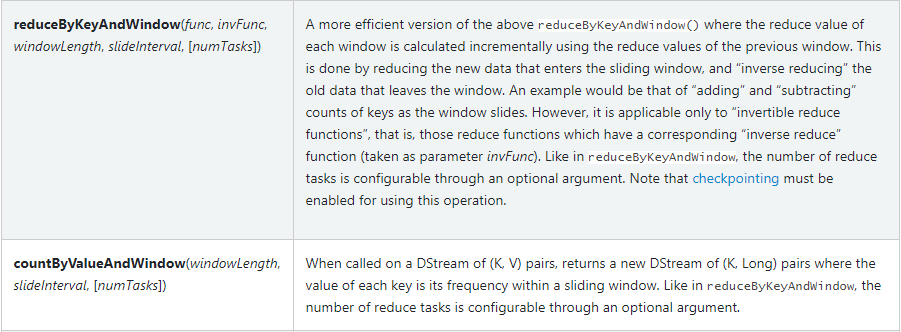 reduceByKeyAndWindow(func, invFunc,
windowLength, slideInterval, [numTasks])
A more efficient version of the above reduceByKeyAndWindow() where the reduce value of
each window is calculated incrementally using the reduce values of the previous window. This
is done by reducing the new data that enters the sliding window, and “inverse reducing” the
old data that leaves the window. An example would be that of “adding” and “subtracting”
counts of keys as the window slides. However, it is applicable only to “invertible reduce
functions”, that is, those reduce functions which have a corresponding “inverse reduce”
function (taken as parameter invFunc). Like in reduceByKeyAndWindow, the number of reduce
tasks is configurable through an optional argument. Note that checkpointing must be
enabled for using this operation.
countByValueAndWindow(windowLength,
slideInterval, [numTasks])
When called on a DStream of (K, V) pairs, returns a new DStream of (K, Long) pairs where the
value of each key is its frequency within a sliding window. Like in reduceByKeyAndWindow, the
number of reduce tasks is configurable through an optional argument.